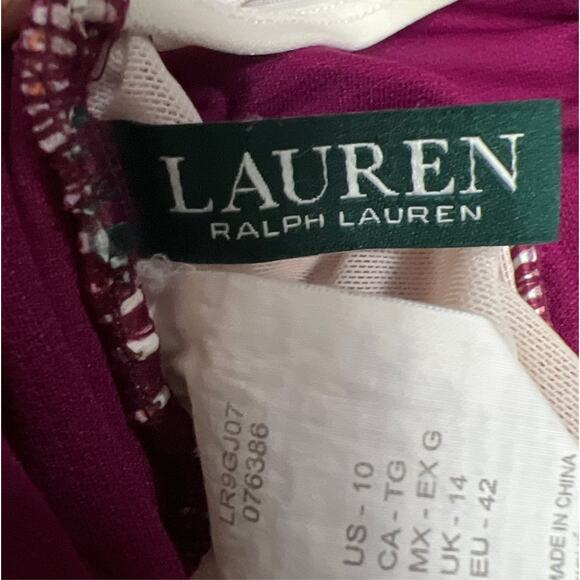 LAUREN
RALPH LAUREN
LR9GJ07
076386
US - 10
CA - TG
MX - EX G
UK - 14
EU - 42
MADE IN CHINA